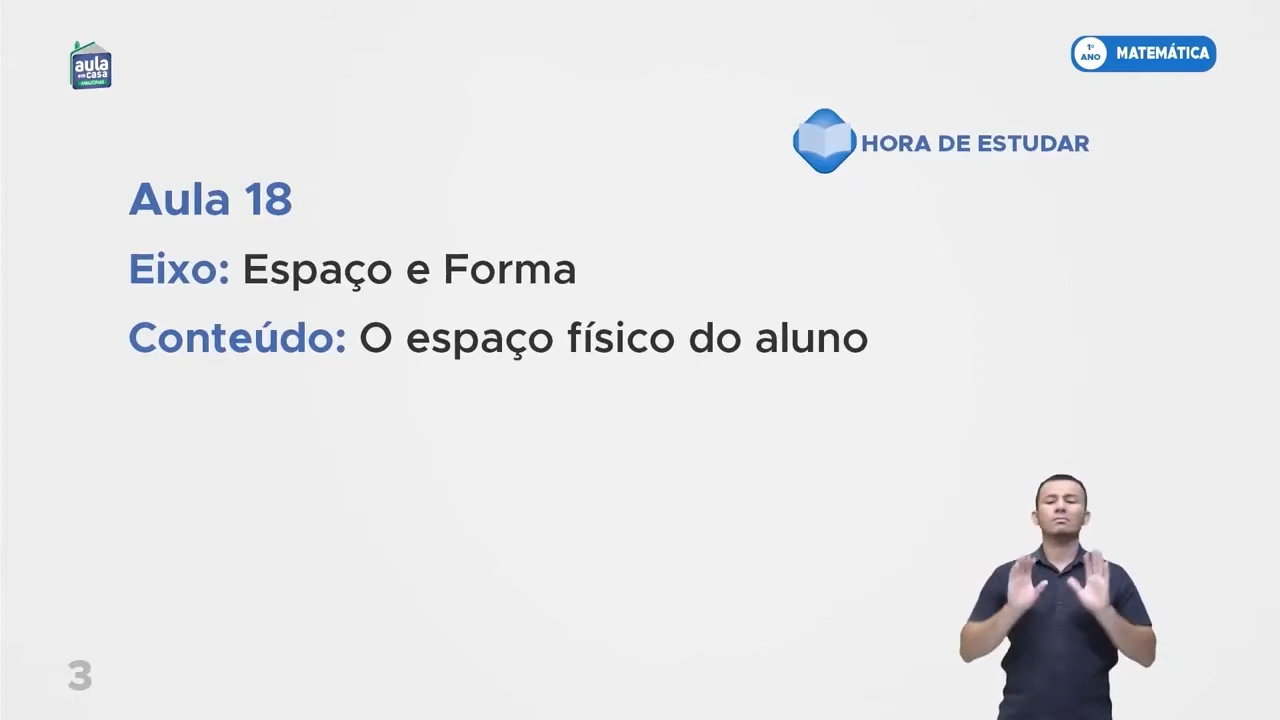 aula
em casa
AMAZONAS
1º
ANO
MATEMÁTICA
HORA DE ESTUDAR
Aula 18
Eixo: Espaço e Forma
Conteúdo: O espaço físico do aluno
3